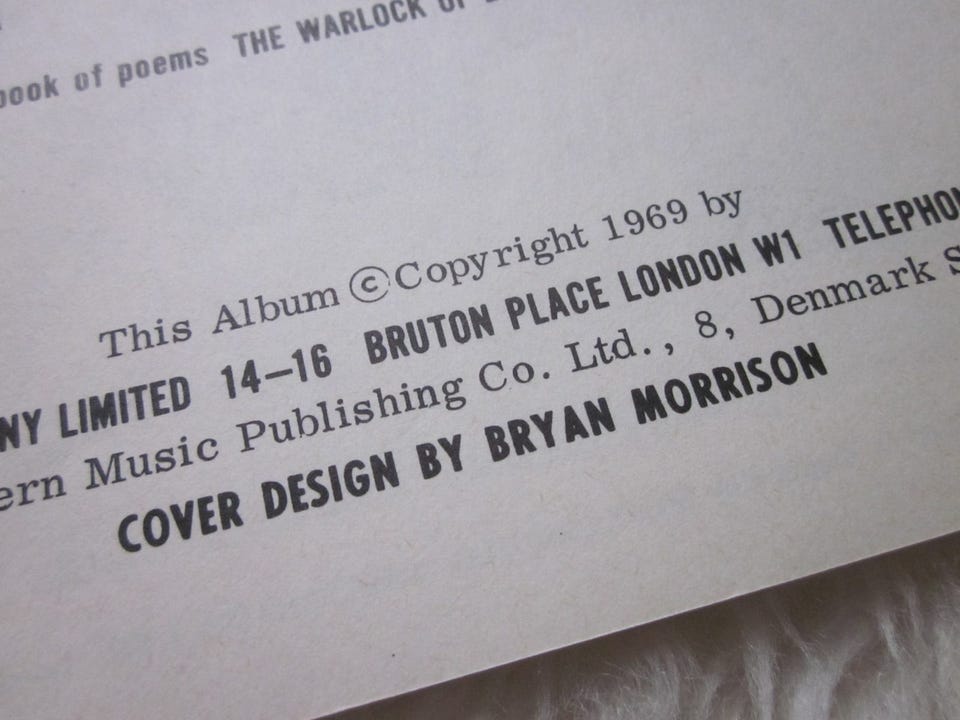 book of poems THE WARLOCK OF
This Album © Copyright 1969 by
NY LIMITED 14–16 BRUTON PLACE LONDON W1 TELEPHON
ern Music Publishing Co. Ltd., 8, Denmark S
COVER DESIGN BY BRYAN MORRISON